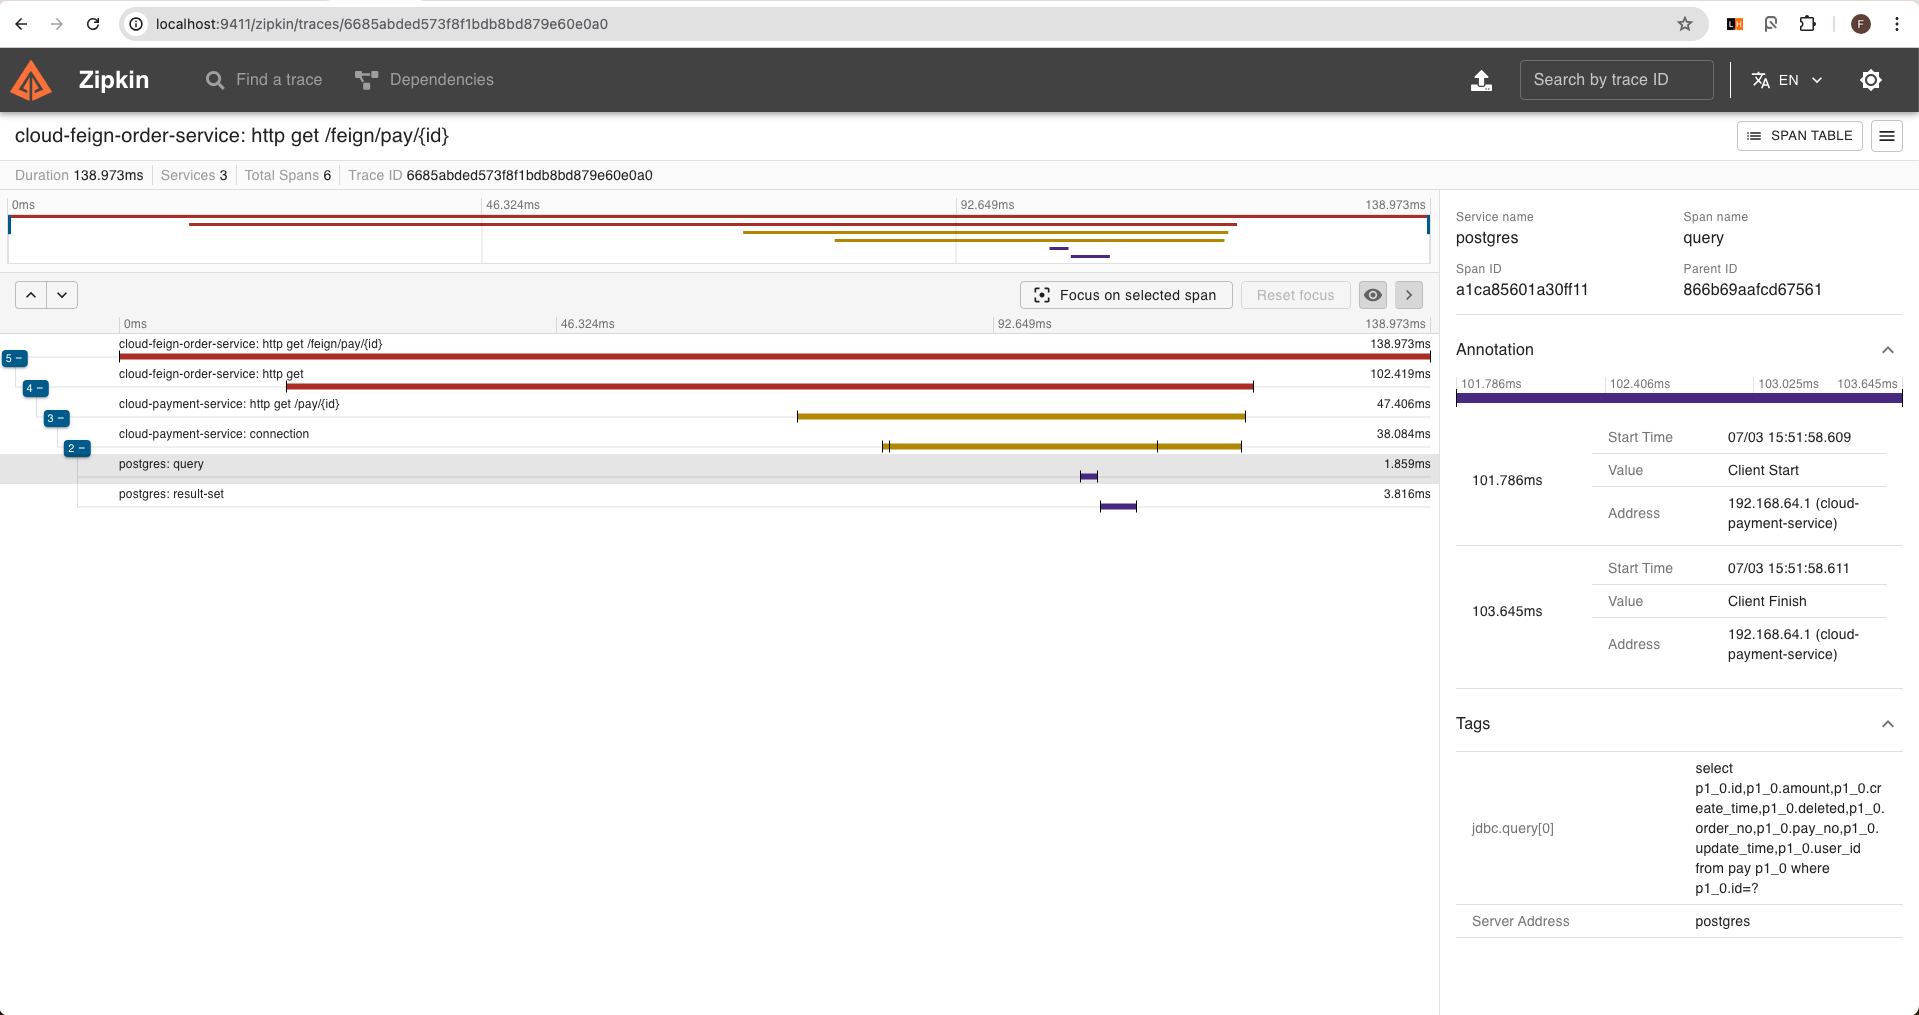 localhost:9411/zipkin/traces/6685abded573f8f1bdb8bd879e60e0a0
F
Zipkin
Find a trace
Dependencies
Search by trace ID
EN
cloud-feign-order-service: http get /feign/pay/{id}
SPAN TABLE
Duration 138.973ms Services 3 Total Spans 6 Trace ID 6685abded573f8f1bdb8bd879e60e0a0
0ms 46.324ms 92.649ms 138.973ms
Focus on selected span
Reset focus
0ms 46.324ms 92.649ms 138.973ms
cloud-feign-order-service: http get /feign/pay/{id} 138.973ms
5 −
cloud-feign-order-service: http get 102.419ms
4 −
cloud-payment-service: http get /pay/{id} 47.406ms
3 −
cloud-payment-service: connection 38.084ms
2 −
postgres: query 1.859ms
postgres: result-set 3.816ms
Service name Span name
postgres query
Span ID Parent ID
a1ca85601a30ff11 866b69aafcd67561
Annotation
101.786ms 102.406ms 103.025ms 103.645ms
101.786ms
Start Time 07/03 15:51:58.609
Value Client Start
Address 192.168.64.1 (cloud-
payment-service)
103.645ms
Start Time 07/03 15:51:58.611
Value Client Finish
Address 192.168.64.1 (cloud-
payment-service)
Tags
jdbc.query[0]
select
p1_0.id,p1_0.amount,p1_0.cr
eate_time,p1_0.deleted,p1_0.
order_no,p1_0.pay_no,p1_0.
update_time,p1_0.user_id
from pay p1_0 where
p1_0.id=?
Server Address postgres